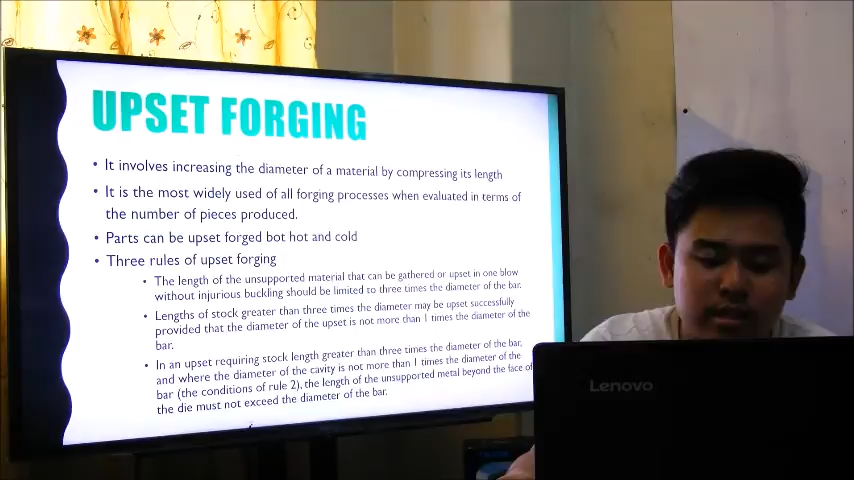 UPSET FORGING
• It involves increasing the diameter of a material by compressing its length
• It is the most widely used of all forging processes when evaluated in terms of
the number of pieces produced.
• Parts can be upset forged bot hot and cold
• Three rules of upset forging
• The length of the unsupported material that can be gathered or upset in one blow
without injurious buckling should be limited to three times the diameter of the bar.
• Lengths of stock greater than three times the diameter may be upset successfully
provided that the diameter of the upset is not more than 1 times the diameter of the
bar.
• In an upset requiring stock length greater than three times the diameter of the bar,
and where the diameter of the cavity is not more than 1 times the diameter of the
bar (the conditions of rule 2), the length of the unsupported metal beyond the face of
the die must not exceed the diameter of the bar.
Lenovo